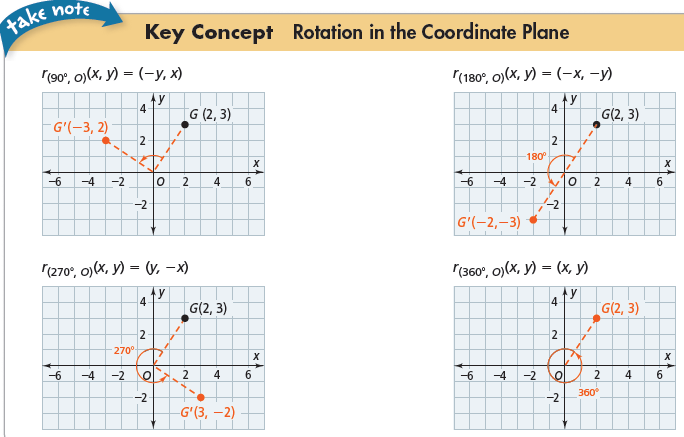 take note
Key Concept Rotation in the Coordinate Plane
r(90°, O)(x, y) = (−y, x)
y
4
G (2, 3)
G′(−3, 2)
2
x
−6 −4 −2 O 2 4 6
−2
r(180°, O)(x, y) = (−x, −y)
y
4
G(2, 3)
2
180°
x
−6 −4 −2 O 2 4 6
−2
G′(−2,−3)
r(270°, O)(x, y) = (y, −x)
y
4
G(2, 3)
2
270°
x
−6 −4 −2 O 2 4 6
−2
G′(3, −2)
r(360°, O)(x, y) = (x, y)
y
4
G(2, 3)
2
x
−6 −4 −2 O 2 4 6
−2
360°